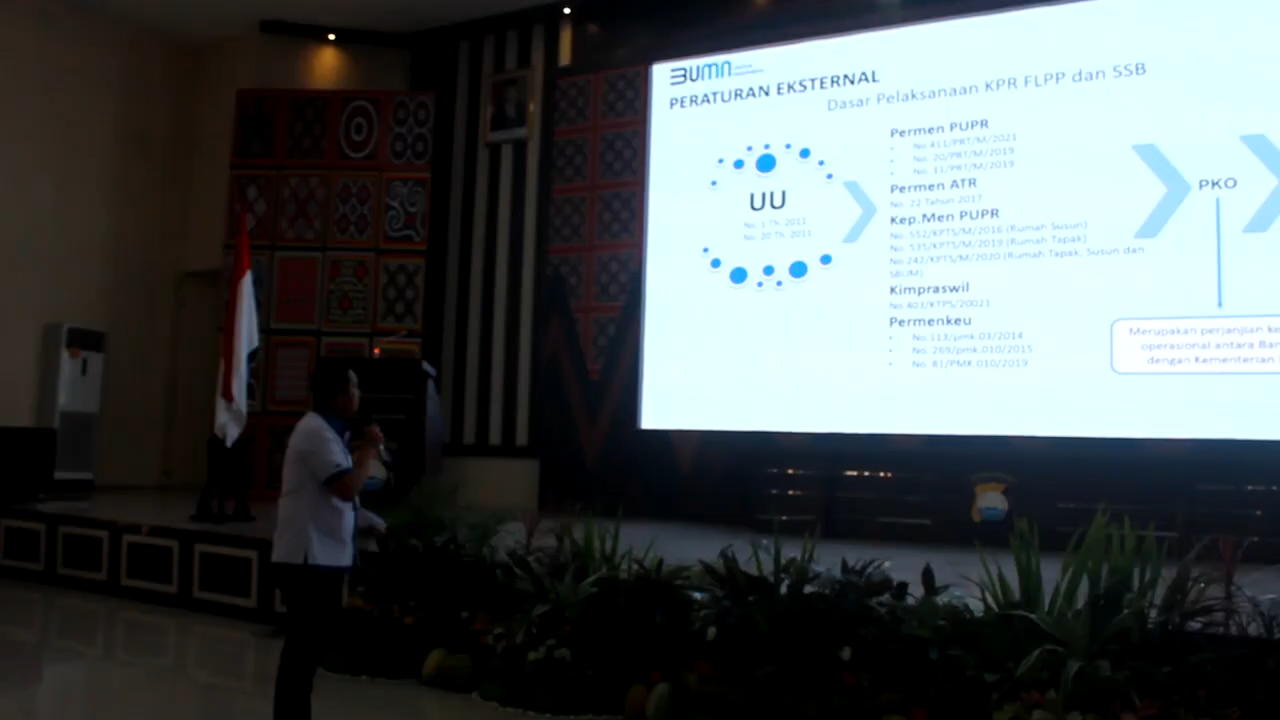 BUMN
PERATURAN EKSTERNAL
Dasar Pelaksanaan KPR FLPP dan SSB
UU
No. 1 Th. 2011
No. 20 Th. 2011
Permen PUPR
• No 411/PRT/M/2021
• No. 20/PRT/M/2019
• No. 11/PRT/M/2019
Permen ATR
No. 22 Tahun 2017
Kep.Men PUPR
No. 552/KPTS/M/2016 (Rumah Susun)
No. 535/KPTS/M/2019 (Rumah Tapak)
No 242/KPTS/M/2020 (Rumah Tapak, Susun dan
SBUM)
Kimpraswil
No 403/KTPS/20021
Permenkeu
• No.113/pmk.03/2014
• No. 269/pmk.010/2015
• No. 81/PMK.010/2019
PKO
Merupakan perjanjian
operasional antara
dengan Kementerian